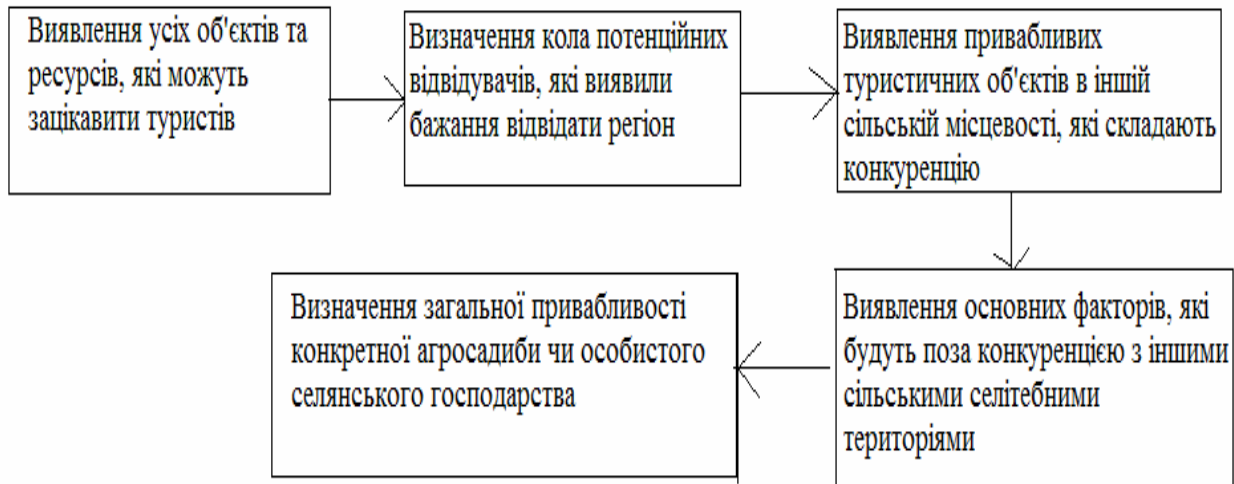 Виявлення усіх об'єктів та
ресурсів, які можуть
зацікавити туристів
Визначення кола потенційних
відвідувачів, які виявили
бажання відвідати регіон
Виявлення привабливих
туристичних об'єктів в іншій
сільській місцевості, які складають
конкуренцію
Виявлення основних факторів, які
будуть поза конкуренцією з іншими
сільськими селітебними
територіями
Визначення загальної привабливості
конкретної агросадиби чи особистого
селянського господарства